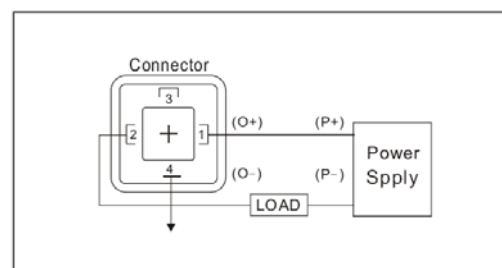 Connector
3
2
1
4
(O+)
(P+)
(O-)
(P-)
Power
Spply
LOAD